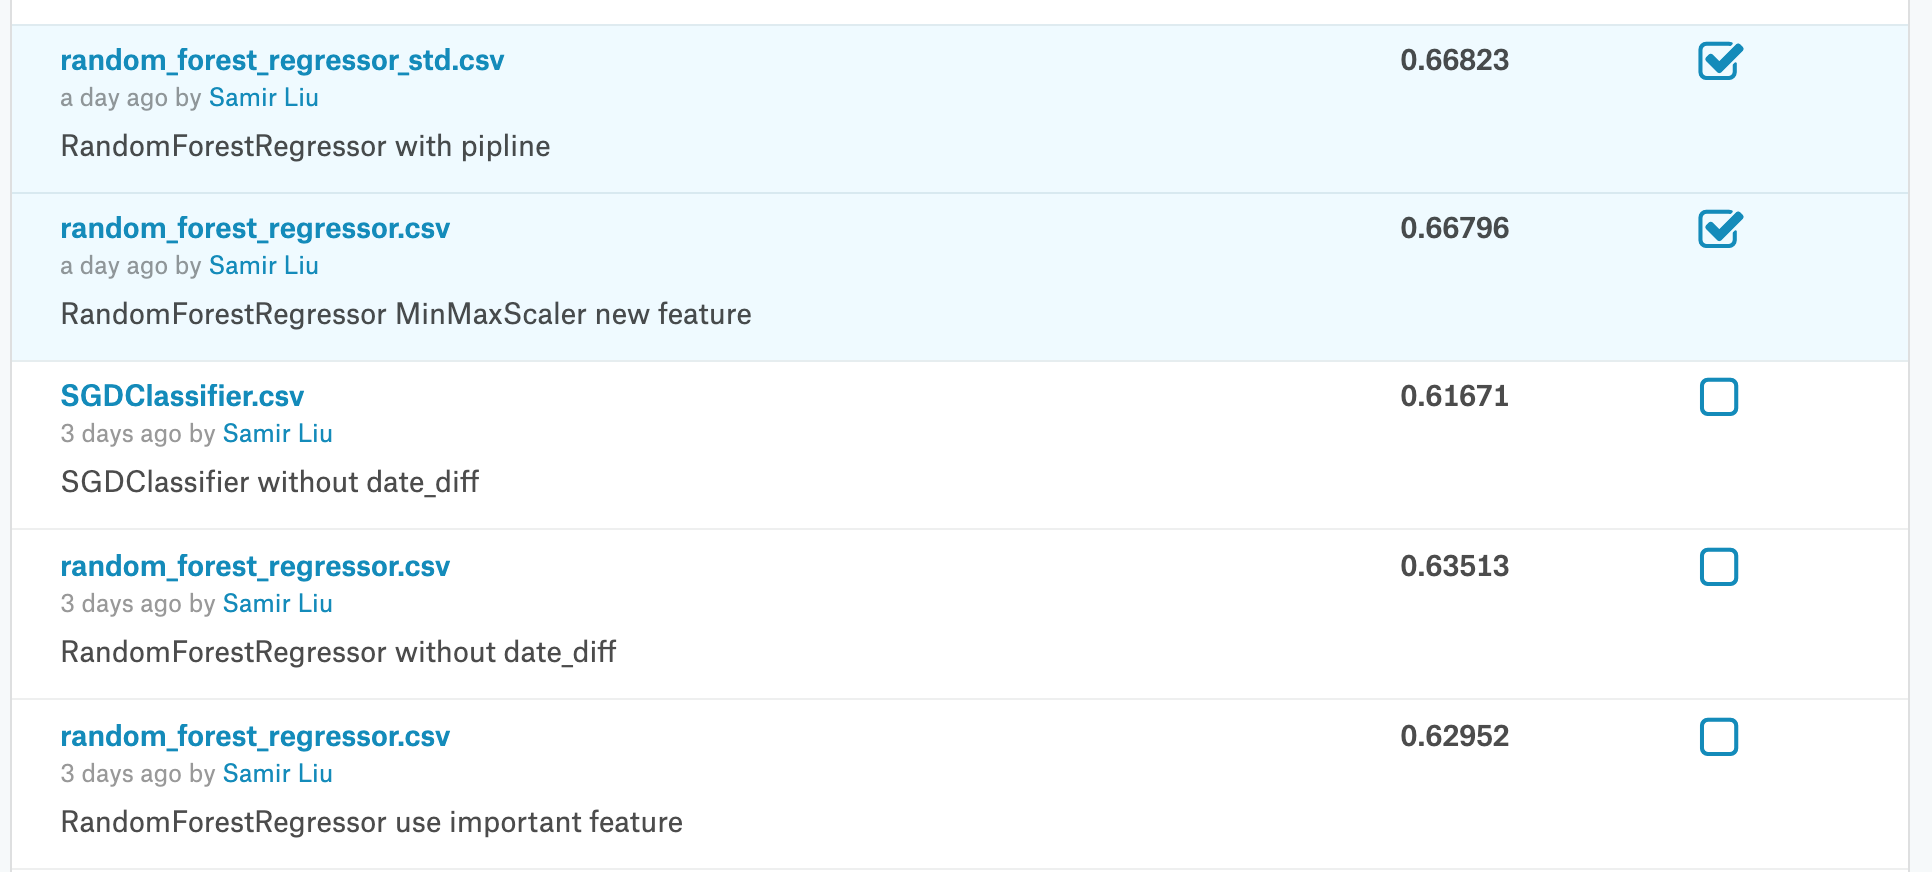 random_forest_regressor_std.csv 0.66823
a day ago by Samir Liu
RandomForestRegressor with pipline
random_forest_regressor.csv 0.66796
a day ago by Samir Liu
RandomForestRegressor MinMaxScaler new feature
SGDClassifier.csv 0.61671
3 days ago by Samir Liu
SGDClassifier without date_diff
random_forest_regressor.csv 0.63513
3 days ago by Samir Liu
RandomForestRegressor without date_diff
random_forest_regressor.csv 0.62952
3 days ago by Samir Liu
RandomForestRegressor use important feature